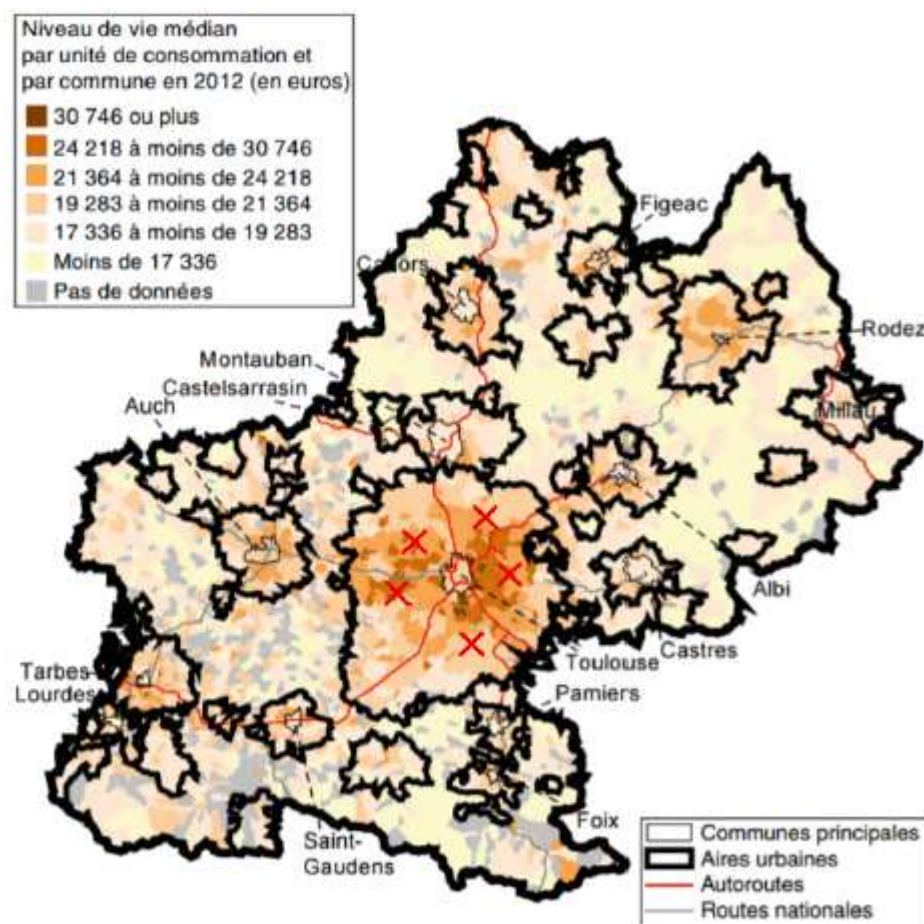 Niveau de vie médian
par unité de consommation et
par commune en 2012 (en euros)
30 746 ou plus
24 218 à moins de 30 746
21 364 à moins de 24 218
19 283 à moins de 21 364
17 336 à moins de 19 283
Moins de 17 336
Pas de données
Figeac
Cahors
Rodez
Montauban
Castelsarrasin
Auch
Millau
Albi
Castres
Toulouse
Tarbes-
Lourdes
Pamiers
Foix
Saint-
Gaudens
Communes principales
Aires urbaines
Autoroutes
Routes nationales